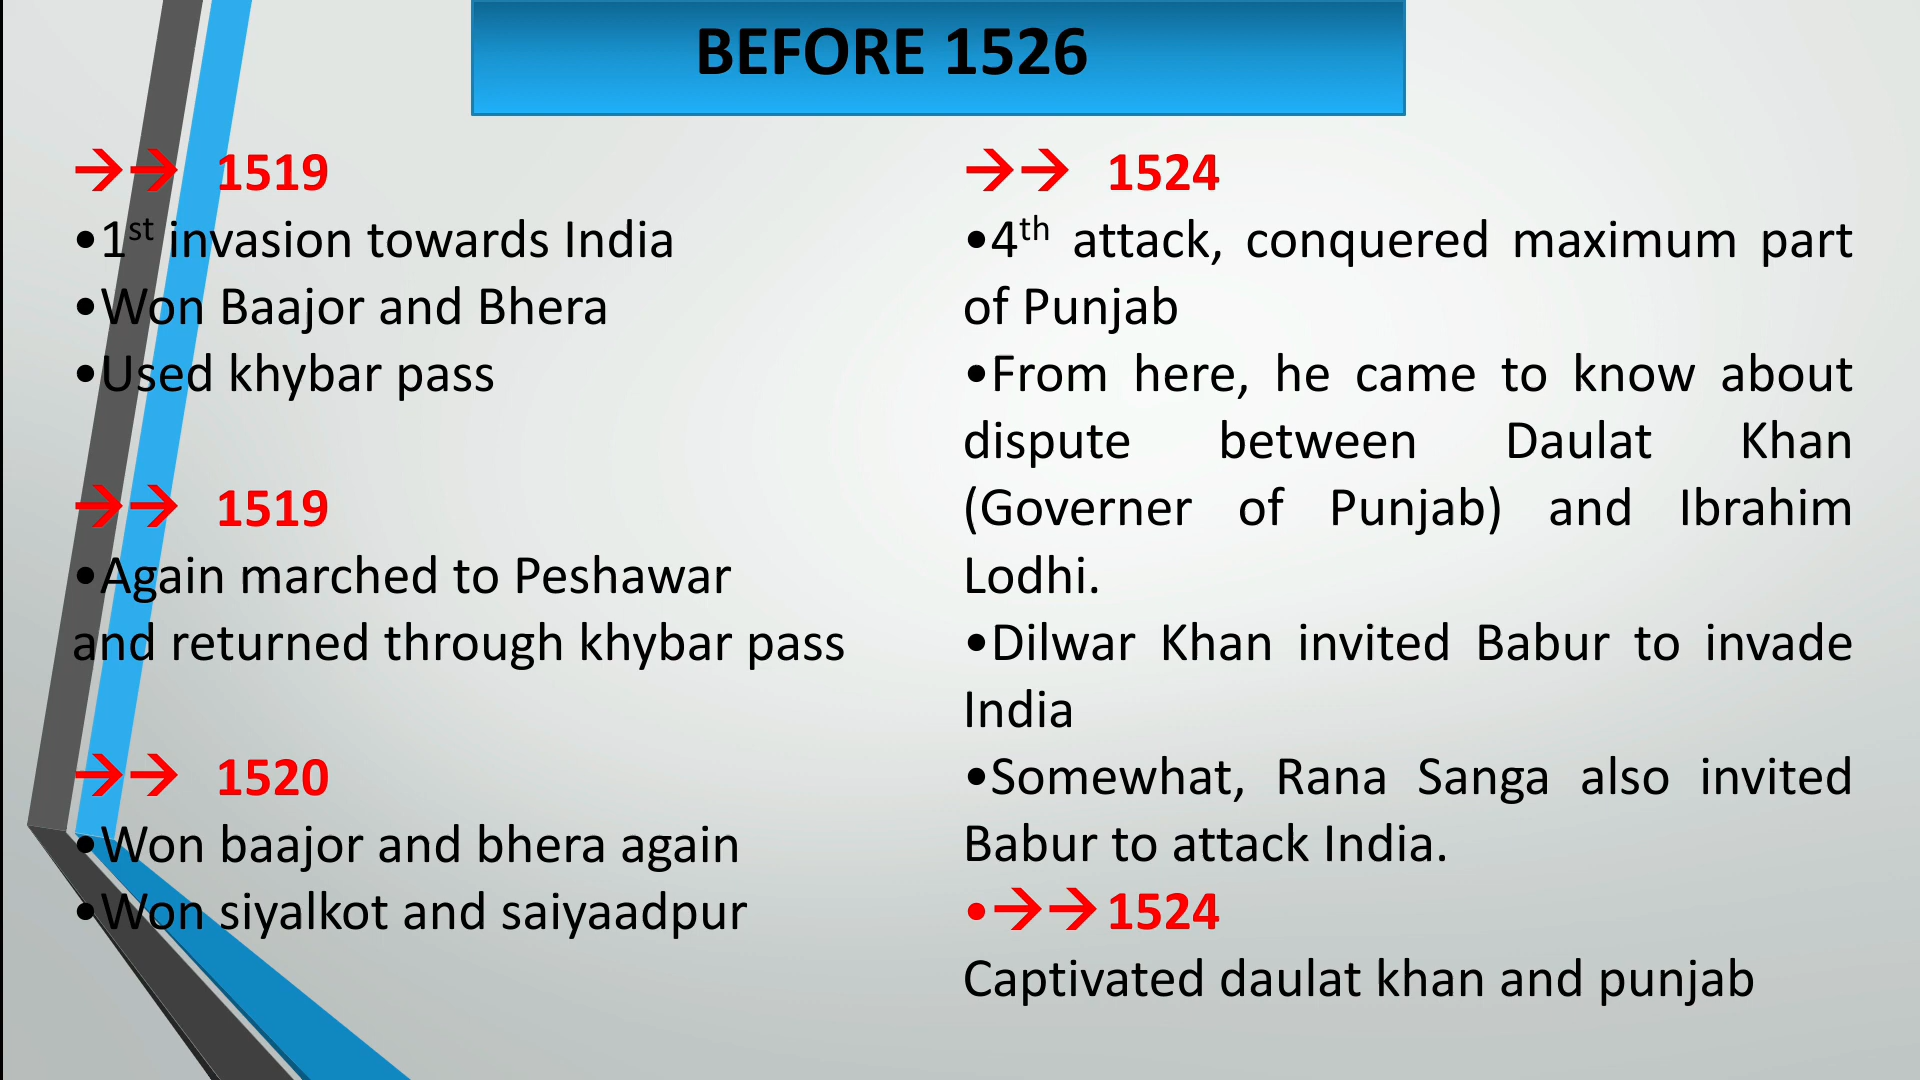 BEFORE 1526
→→ 1519
•1st invasion towards India
•Won Baajor and Bhera
•Used khybar pass
→→ 1519
•Again marched to Peshawar
and returned through khybar pass
→→ 1520
•Won baajor and bhera again
•Won siyalkot and saiyaadpur
→→ 1524
•4th attack, conquered maximum part
of Punjab
•From here, he came to know about
dispute between Daulat Khan
(Governer of Punjab) and Ibrahim
Lodhi.
•Dilwar Khan invited Babur to invade
India
•Somewhat, Rana Sanga also invited
Babur to attack India.
•→→1524
Captivated daulat khan and punjab